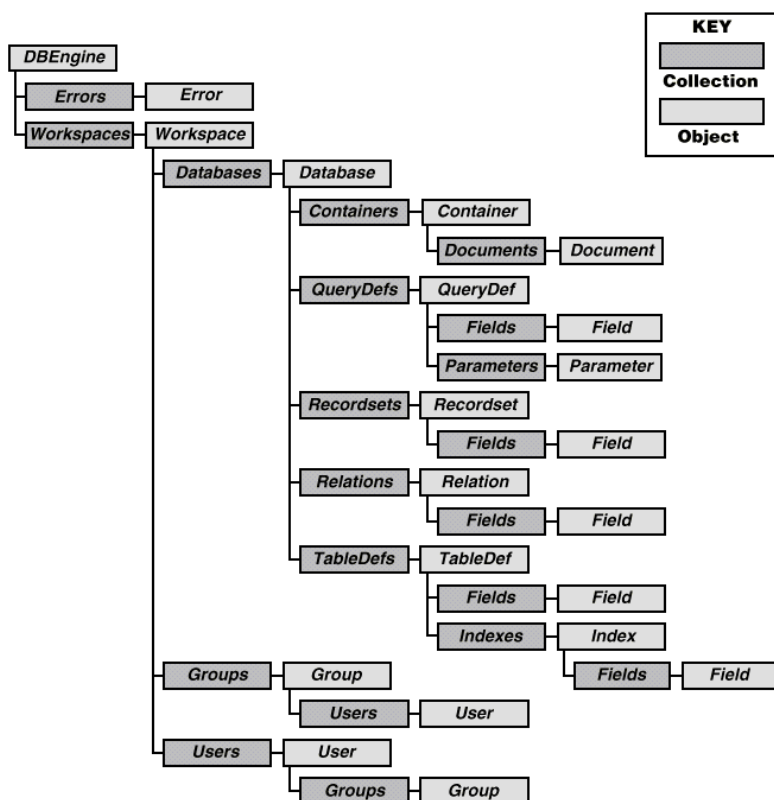 KEY
Collection
Object
DBEngine
Errors Error
Workspaces Workspace
Databases Database
Containers Container
Documents Document
QueryDefs QueryDef
Fields Field
Parameters Parameter
Recordsets Recordset
Fields Field
Relations Relation
Fields Field
TableDefs TableDef
Fields Field
Indexes Index
Fields Field
Groups Group
Users User
Users User
Groups Group